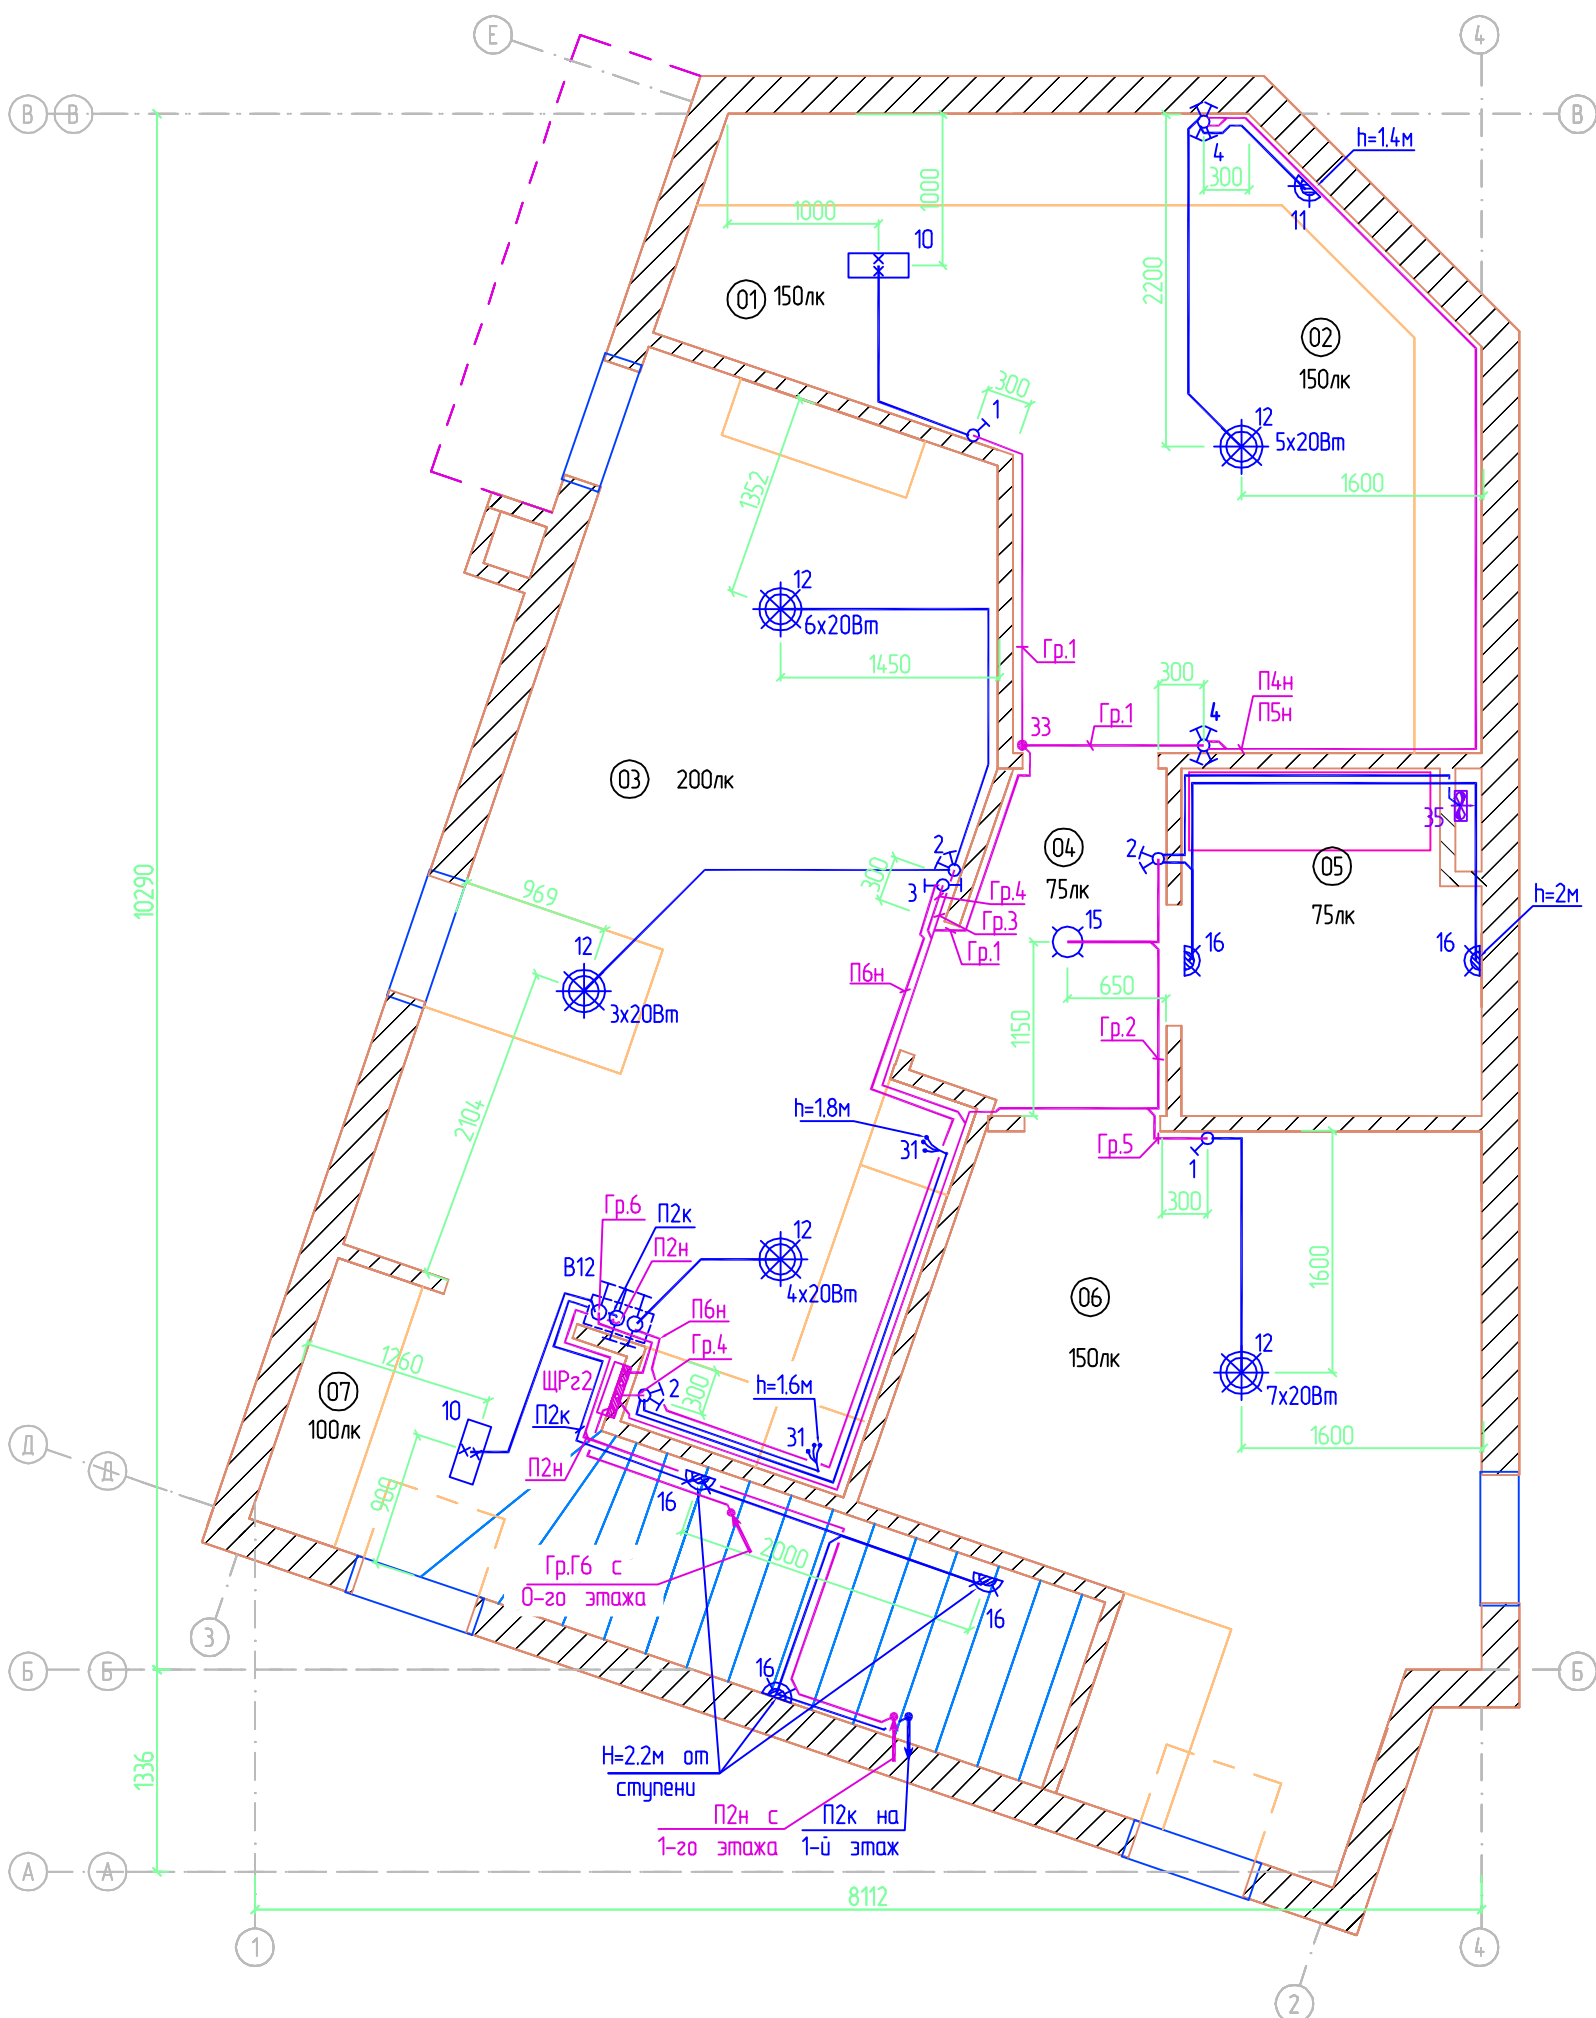 Е
4
В
В
В
h=1.4м
4
300
11
1000
1000
10
01
150лк
2200
02
150лк
300
1
12
5х20Вт
1600
1352
12
6х20Вт
1450
Гр.1
300
П4н
П5н
4
Гр.1
33
03
200лк
35
2
300
3
04
75лк
2
05
75лк
h=2м
Гр.4
Гр.3
Гр.1
15
16
16
10290
969
12
3х20Вт
П6н
650
1150
Гр.2
2104
h=1.8м
31
Гр.5
1
300
Гр.6
П2к
П2н
В12
12
4х20Вт
1600
06
150лк
П6н
Гр.4
12
7х20Вт
1260
ЩРг2
2
300
h=1.6м
07
100лк
10
П2к
31
1600
Д
Д
П2н
900
16
2000
Гр.Г6 с
0-го этажа
16
3
Б
Б
16
Б
1336
Н=2.2м от
ступени
П2н с
1-го этажа
П2к на
1-й этаж
А
А
8112
1
4
2